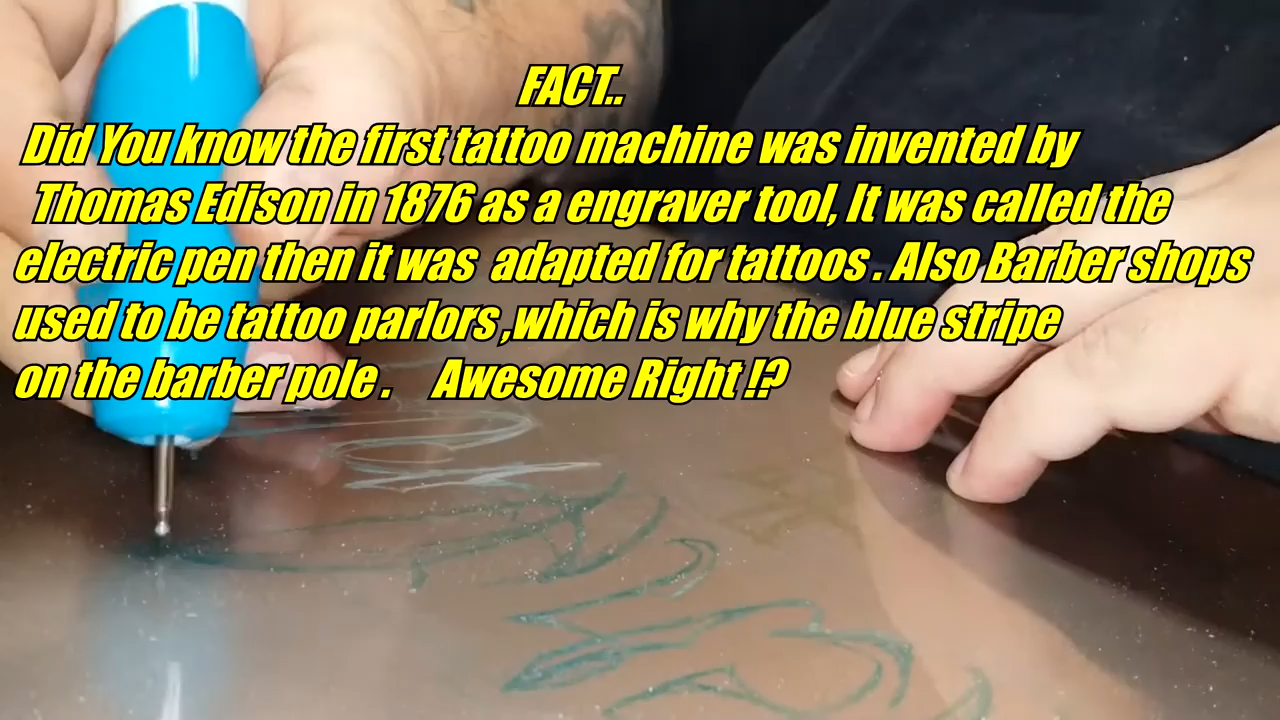 FACT..
Did You know the first tattoo machine was invented by
Thomas Edison in 1876 as a engraver tool, It was called the
electric pen then it was  adapted for tattoos . Also Barber shops
used to be tattoo parlors ,which is why the blue stripe
on the barber pole .    Awesome Right !?